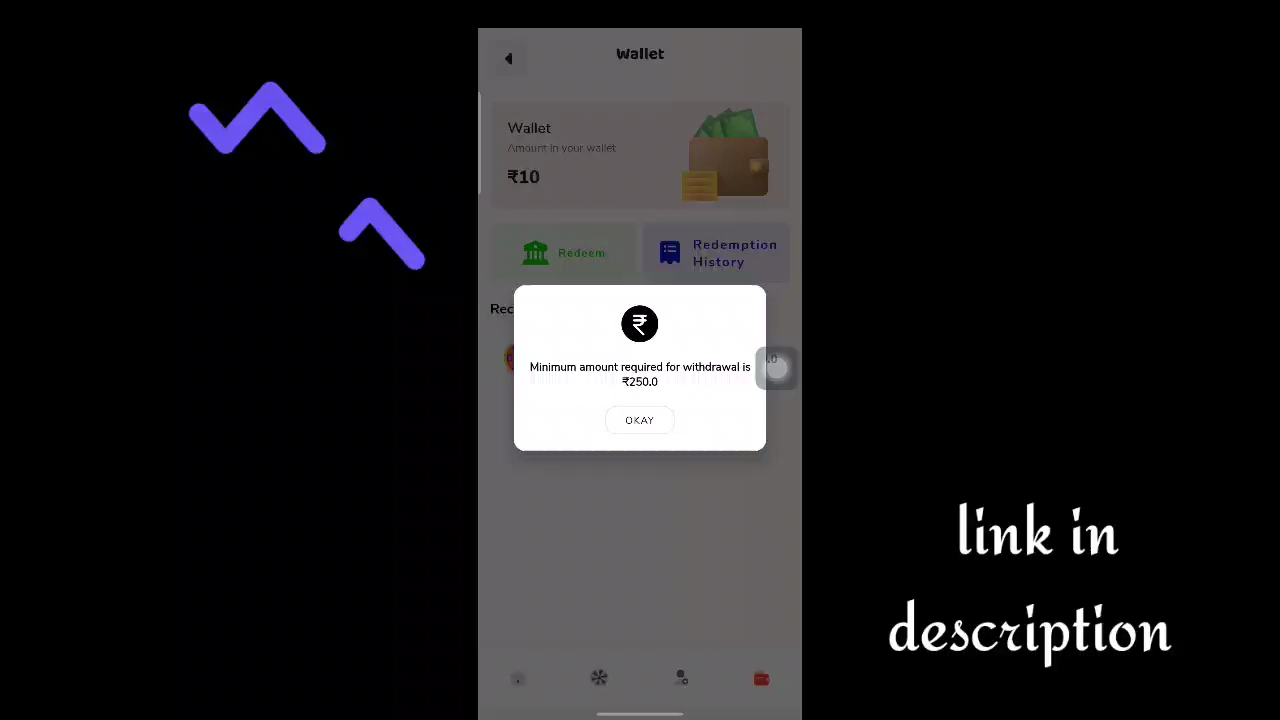 Wallet
Wallet
Amount in your wallet
₹10
Redeem
Redemption
History
Rec
Minimum amount required for withdrawal is
₹250.0
OKAY
link in
description